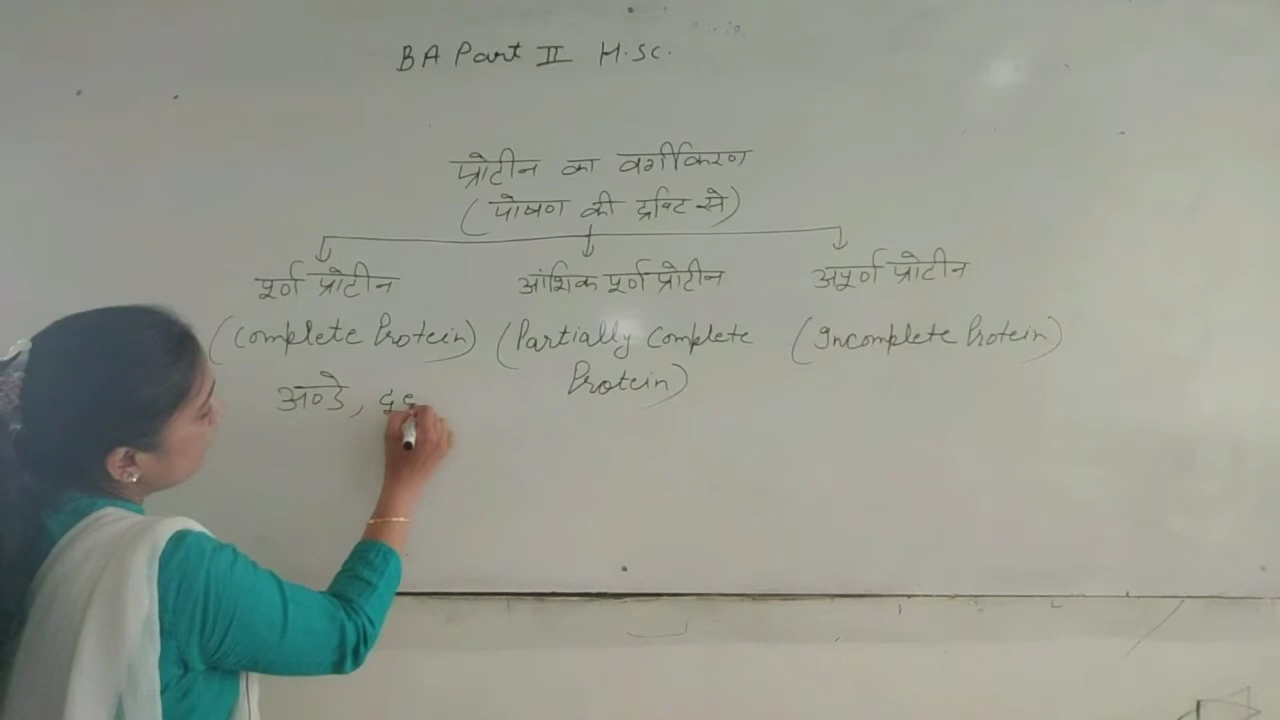 BA Part II H.Sc.
प्रोटीन का वर्गीकरण
(पोषण की द्रष्टि से)
पूर्ण प्रोटीन आंशिक पूर्ण प्रोटीन अपूर्ण प्रोटीन
(Complete Protein) (Partially Complete Protein) (Incomplete Protein)
अण्डे,